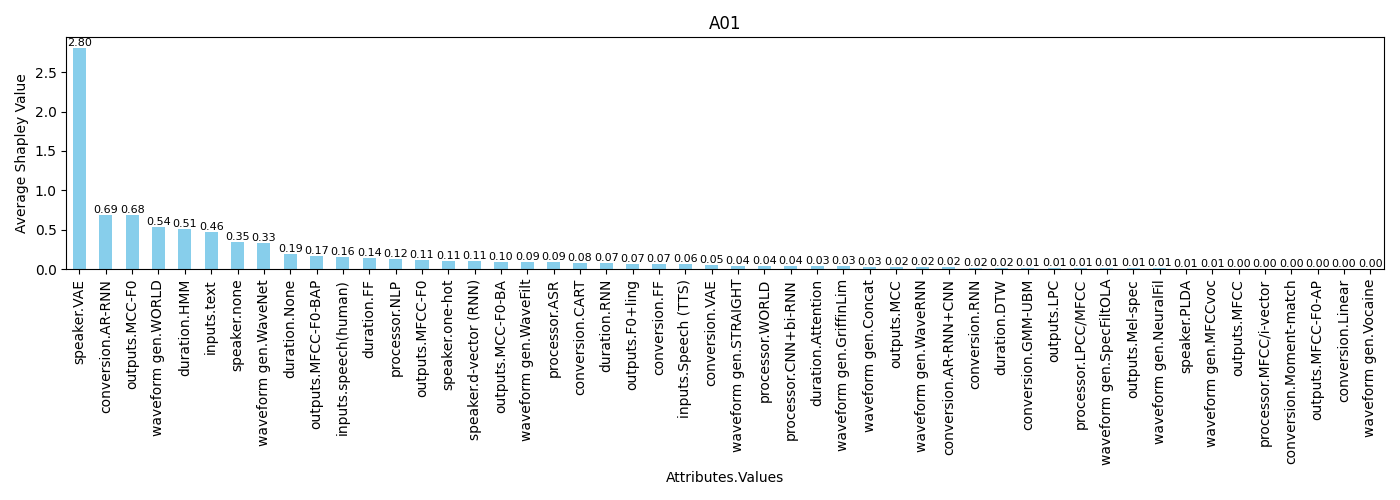 A01
Average Shapley Value
2.5
2.0
1.5
1.0
0.5
0.0
2.80 0.69 0.68 0.54 0.51 0.46 0.35 0.33 0.19 0.17 0.16 0.14 0.12 0.11 0.11 0.11 0.10 0.09 0.09 0.08 0.07 0.07 0.07 0.06 0.05 0.04 0.04 0.04 0.03 0.03 0.03 0.02 0.02 0.02 0.02 0.02 0.01 0.01 0.01 0.01 0.01 0.01 0.01 0.01 0.00 0.00 0.00 0.00 0.00 0.00
speaker.VAE
conversion.AR-RNN
outputs.MCC-F0
waveform gen.WORLD
duration.HMM
inputs.text
speaker.none
waveform gen.WaveNet
duration.None
outputs.MFCC-F0-BAP
inputs.speech(human)
duration.FF
processor.NLP
outputs.MFCC-F0
speaker.one-hot
speaker.d-vector (RNN)
outputs.MCC-F0-BA
waveform gen.WaveFilt
processor.ASR
conversion.CART
duration.RNN
outputs.F0+ling
conversion.FF
inputs.Speech (TTS)
conversion.VAE
waveform gen.STRAIGHT
processor.WORLD
processor.CNN+bi-RNN
duration.Attention
waveform gen.GriffinLim
waveform gen.Concat
outputs.MCC
waveform gen.WaveRNN
conversion.AR-RNN+CNN
conversion.RNN
duration.DTW
conversion.GMM-UBM
outputs.LPC
processor.LPCC/MFCC
waveform gen.SpecFiltOLA
outputs.Mel-spec
waveform gen.NeuralFil
speaker.PLDA
waveform gen.MFCCvoc
outputs.MFCC
processor.MFCC/i-vector
conversion.Moment-match
outputs.MFCC-F0-AP
conversion.Linear
waveform gen.Vocaine
Attributes.Values